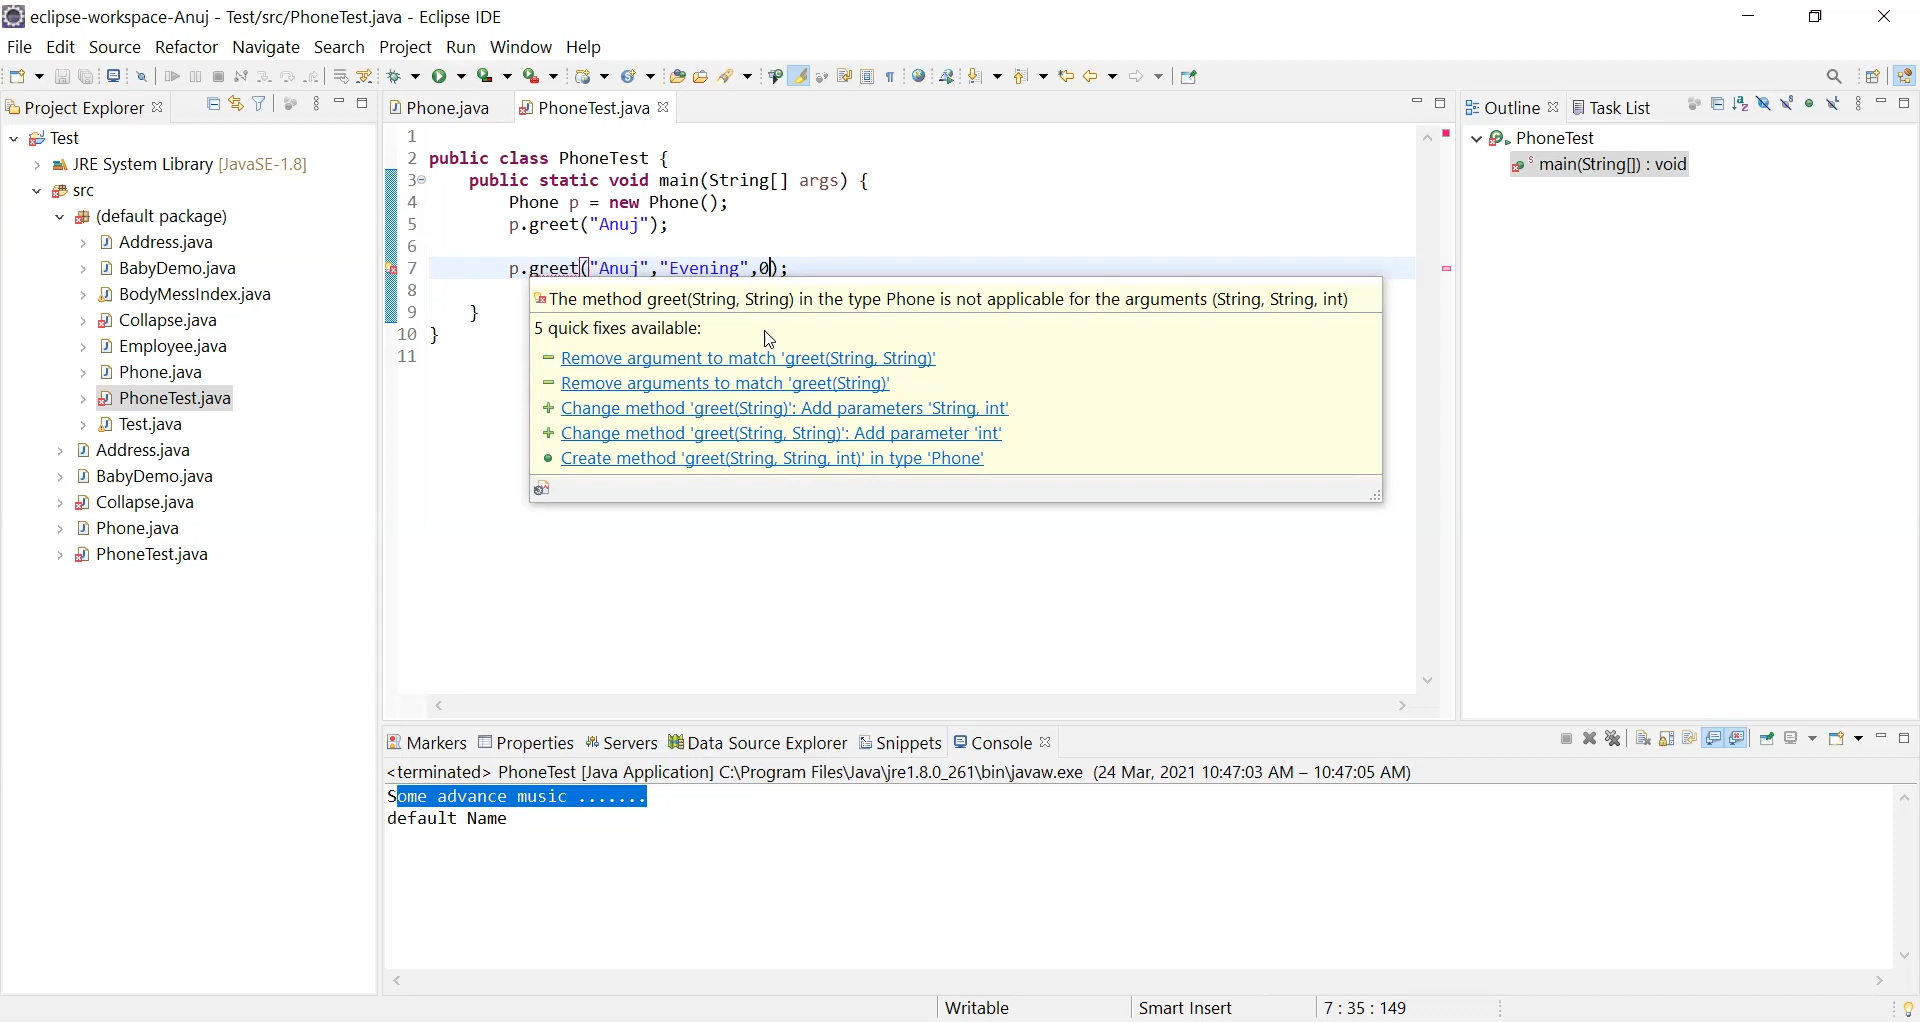 eclipse-workspace-Anuj - Test/src/PhoneTest.java - Eclipse IDE
File Edit Source Refactor Navigate Search Project Run Window Help
Project Explorer
Test
JRE System Library [JavaSE-1.8]
src
(default package)
Address.java
BabyDemo.java
BodyMessIndex.java
Collapse.java
Employee.java
Phone.java
PhoneTest.java
Test.java
Address.java
BabyDemo.java
Collapse.java
Phone.java
PhoneTest.java
Phone.java PhoneTest.java
1
2 public class PhoneTest {
3 public static void main(String[] args) {
4 Phone p = new Phone();
5 p.greet("Anuj");
6
7 p.greet("Anuj","Evening",0);
8
9 }
10 }
11
The method greet(String, String) in the type Phone is not applicable for the arguments (String, String, int)
5 quick fixes available:
Remove argument to match 'greet(String, String)'
Remove arguments to match 'greet(String)'
Change method 'greet(String)': Add parameters 'String, int'
Change method 'greet(String, String)': Add parameter 'int'
Create method 'greet(String, String, int)' in type 'Phone'
Outline Task List
PhoneTest
main(String[]) : void
Markers Properties Servers Data Source Explorer Snippets Console
<terminated> PhoneTest [Java Application] C:\Program Files\Java\jre1.8.0_261\bin\javaw.exe (24 Mar, 2021 10:47:03 AM – 10:47:05 AM)
Some advance music .......
default Name
Writable Smart Insert 7 : 35 : 149